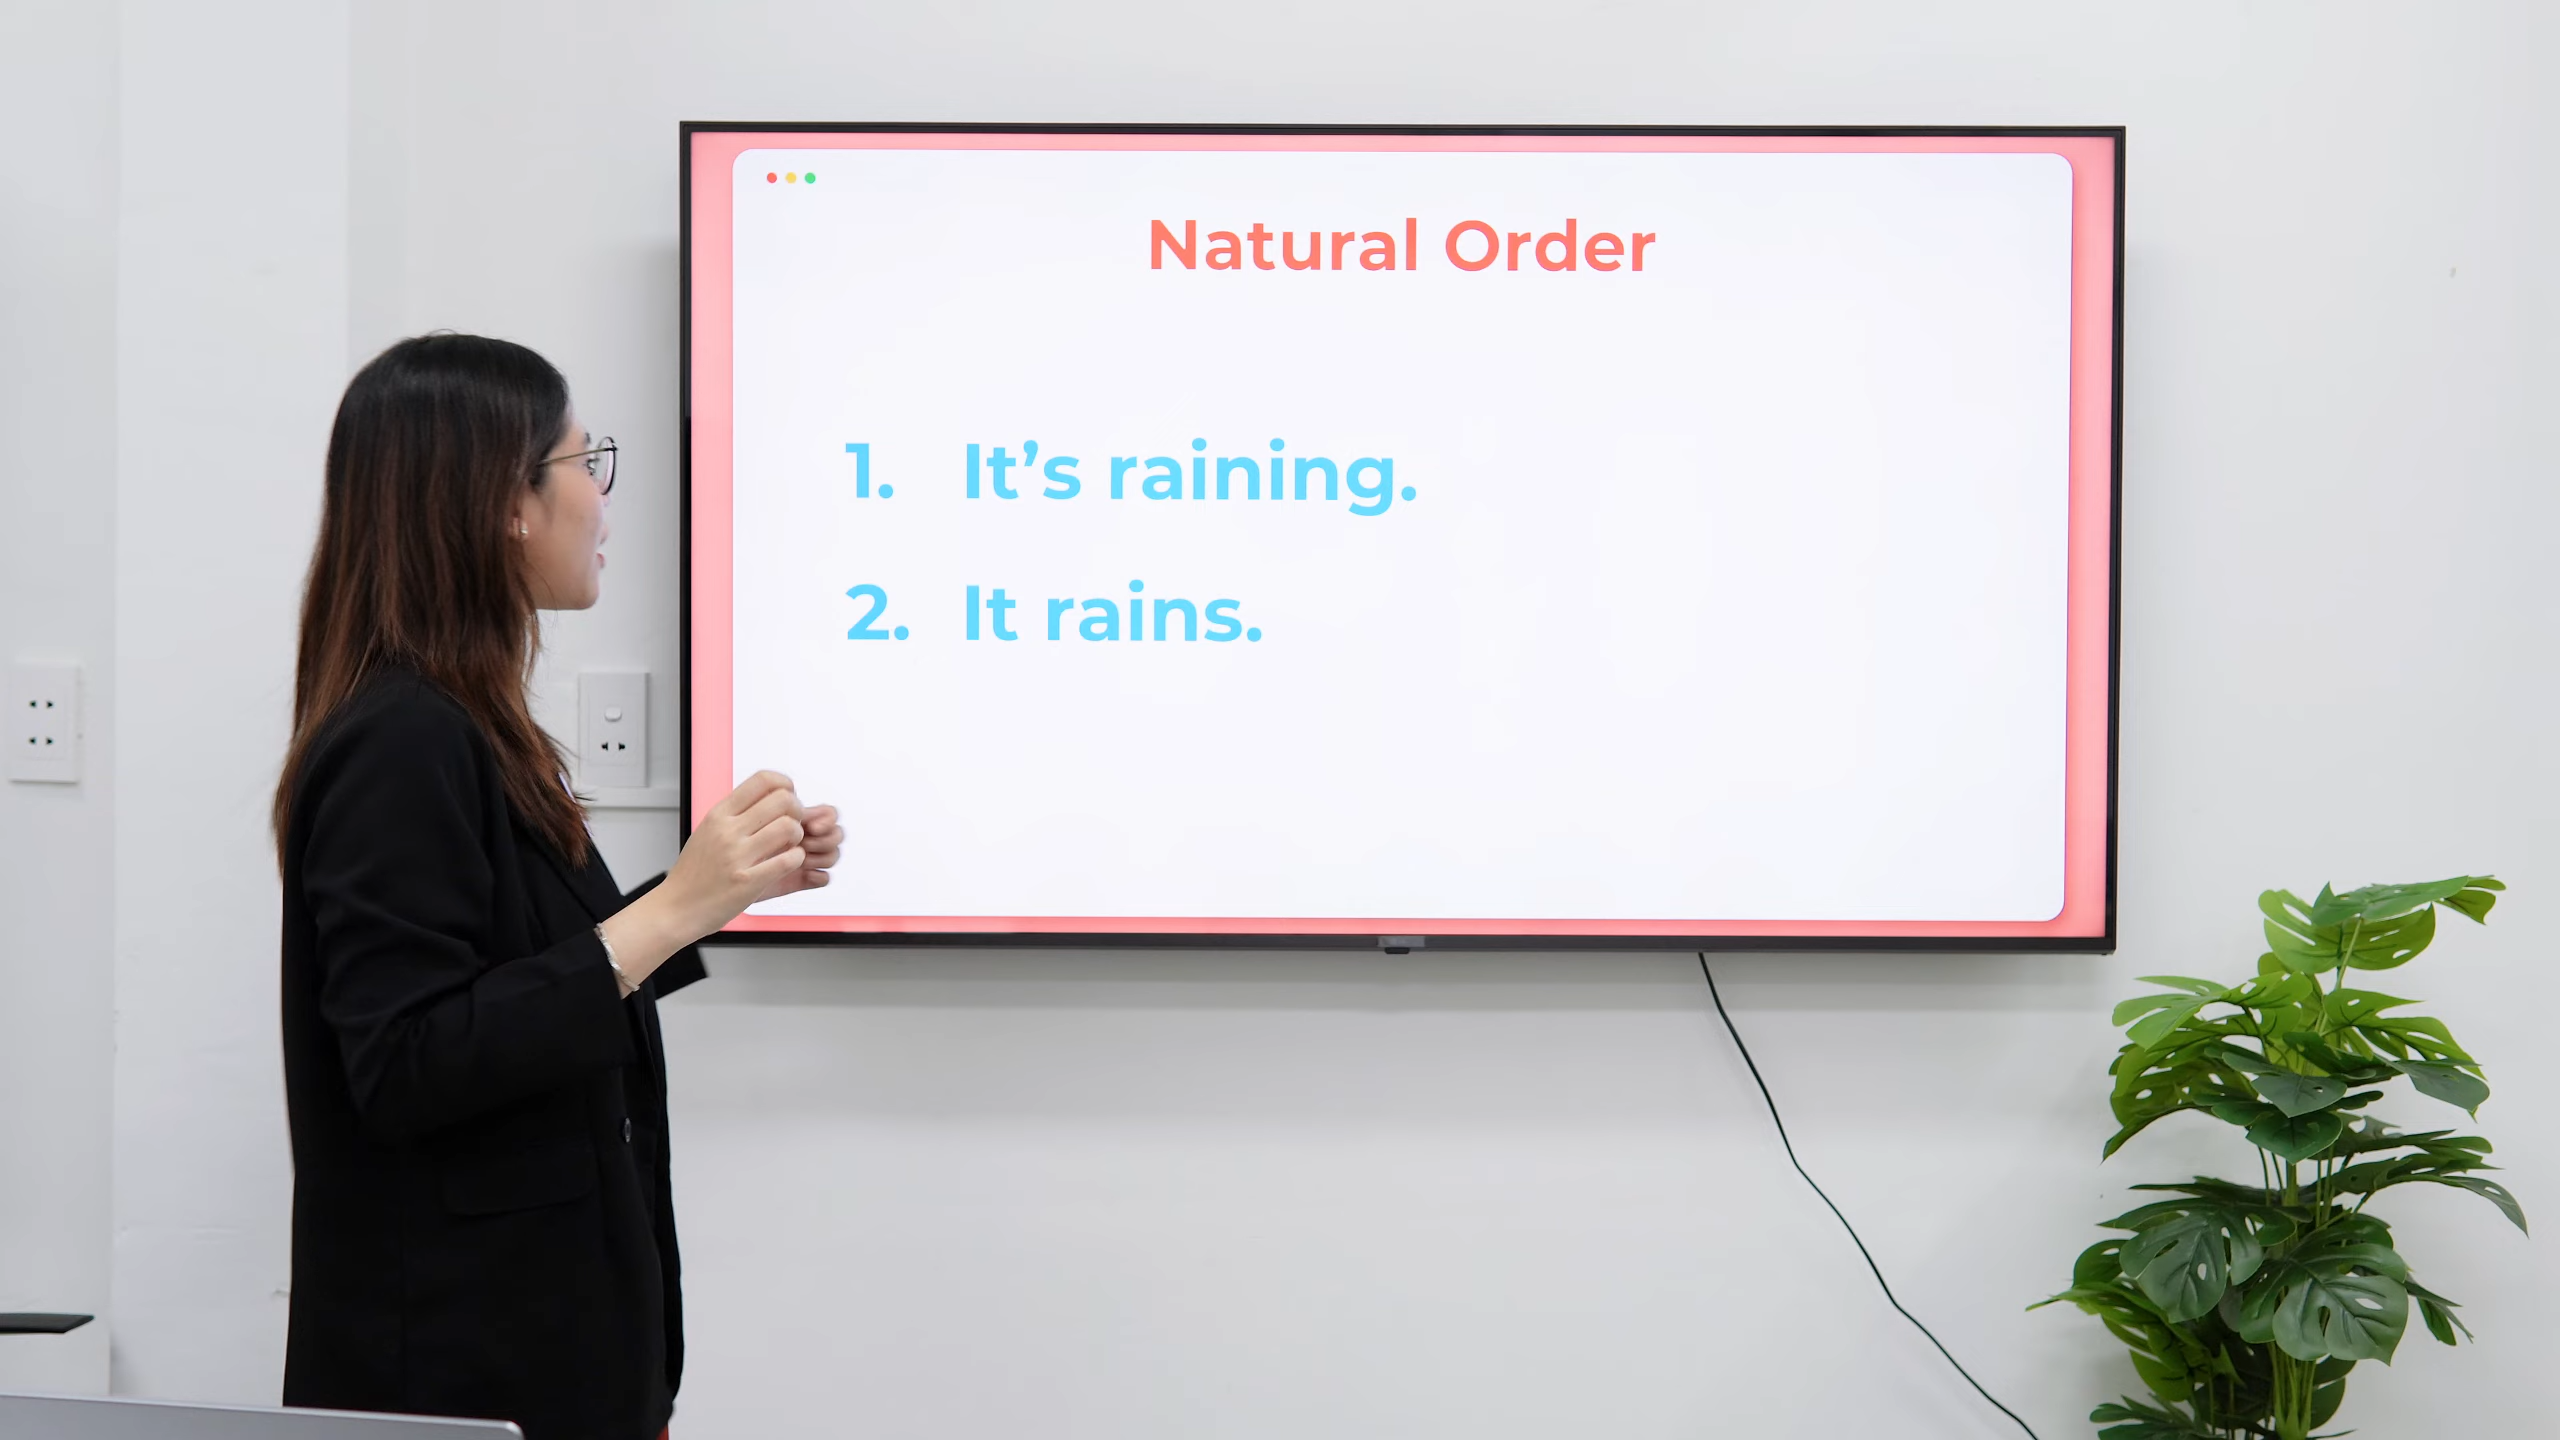 Natural Order
1. It’s raining.
2. It rains.